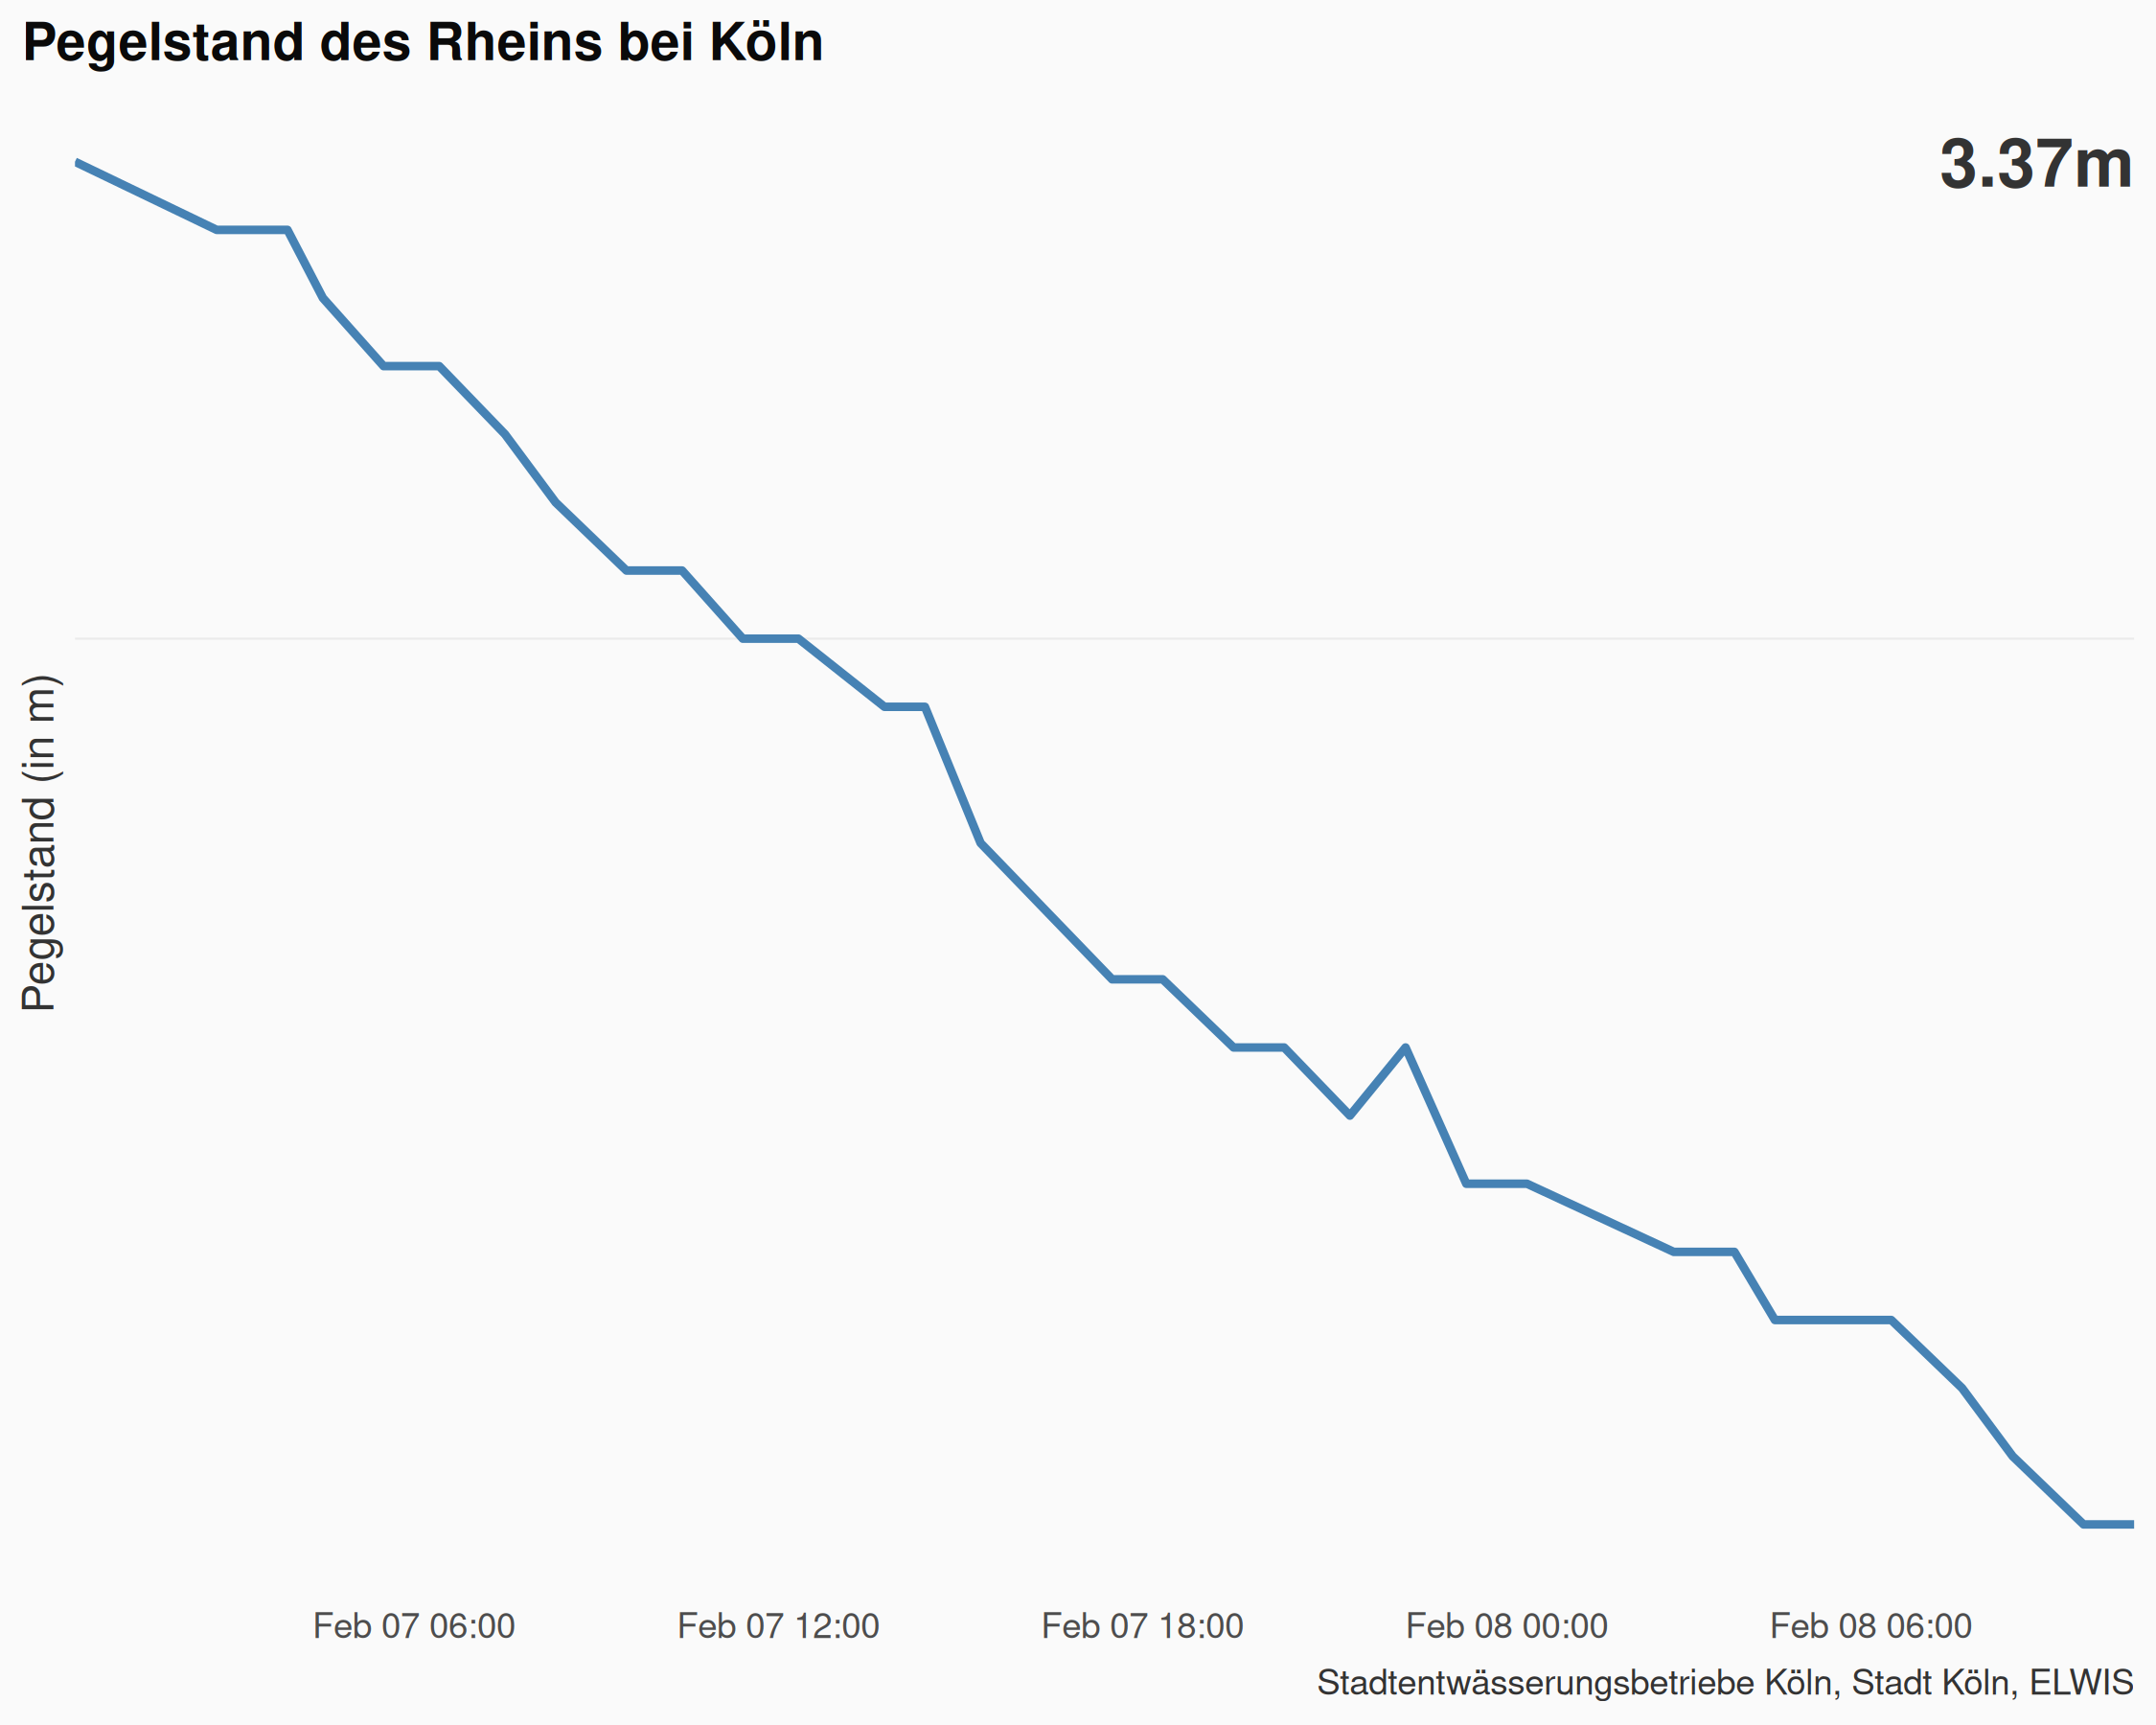 Pegelstand des Rheins bei Köln
3.37m
Pegelstand (in m)
Feb 07 06:00
Feb 07 12:00
Feb 07 18:00
Feb 08 00:00
Feb 08 06:00
Stadtentwässerungsbetriebe Köln, Stadt Köln, ELWIS